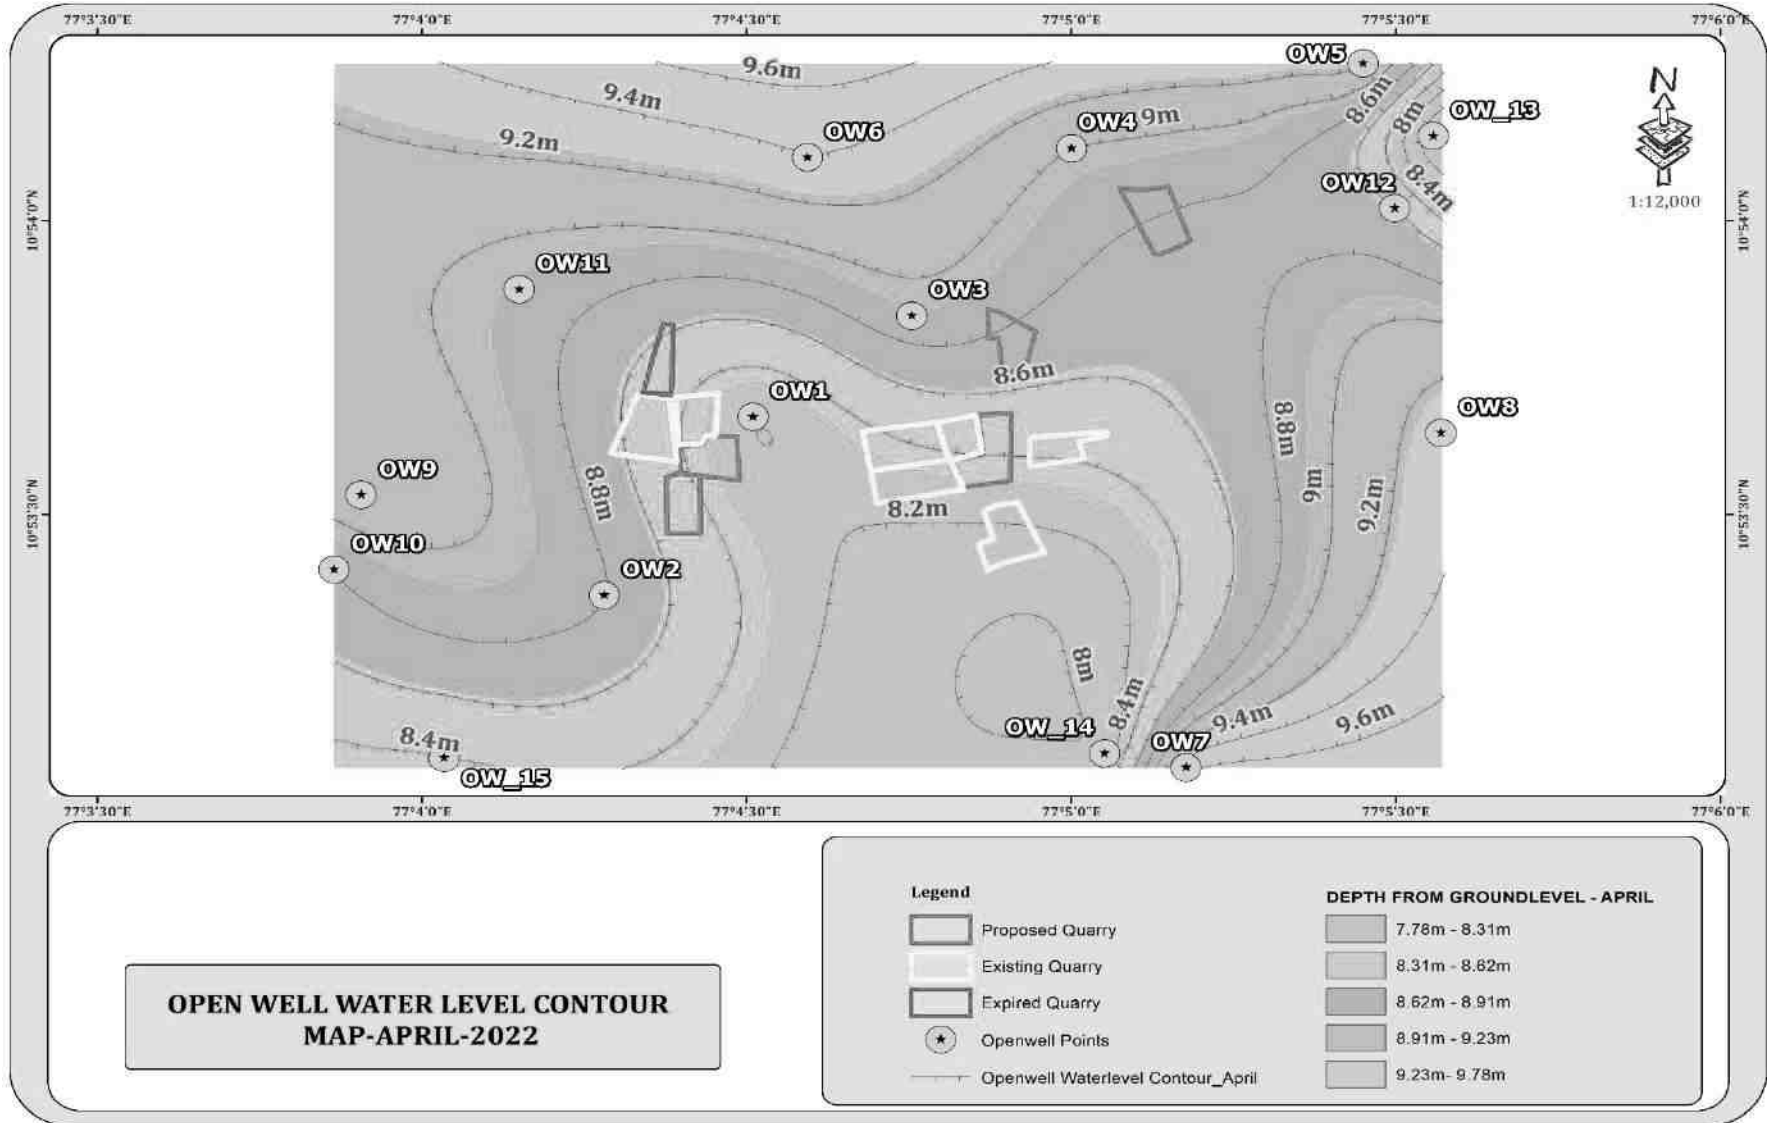 77°3'30"E 77°4'0"E 77°4'30"E 77°5'0"E 77°5'30"E 77°6'0"E
OW5
9.6m
9.4m
8.6m
N
8m
OW_13
OW4
9m
OW6
9.2m
OW12
8.4m
1:12,000
10°54'0"N
10°54'0"N
OW11
OW3
8.6m
OW1
OW8
8.8m
OW9
9m
8.8m
9.2m
8.2m
10°53'30"N
10°53'30"N
OW10
OW2
8m
8.4m
9.4m
9.6m
OW_14
OW7
8.4m
OW_15
77°3'30"E 77°4'0"E 77°4'30"E 77°5'0"E 77°5'30"E 77°6'0"E
OPEN WELL WATER LEVEL CONTOUR
MAP-APRIL-2022
Legend
Proposed Quarry
Existing Quarry
Expired Quarry
Openwell Points
Openwell Waterlevel Contour_April
DEPTH FROM GROUNDLEVEL - APRIL
7.78m - 8.31m
8.31m - 8.62m
8.62m - 8.91m
8.91m - 9.23m
9.23m- 9.78m